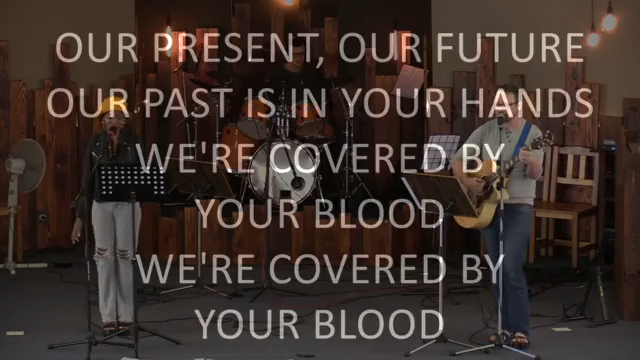 OUR PRESENT, OUR FUTURE
OUR PAST IS IN YOUR HANDS
WE'RE COVERED BY
YOUR BLOOD
WE'RE COVERED BY
YOUR BLOOD